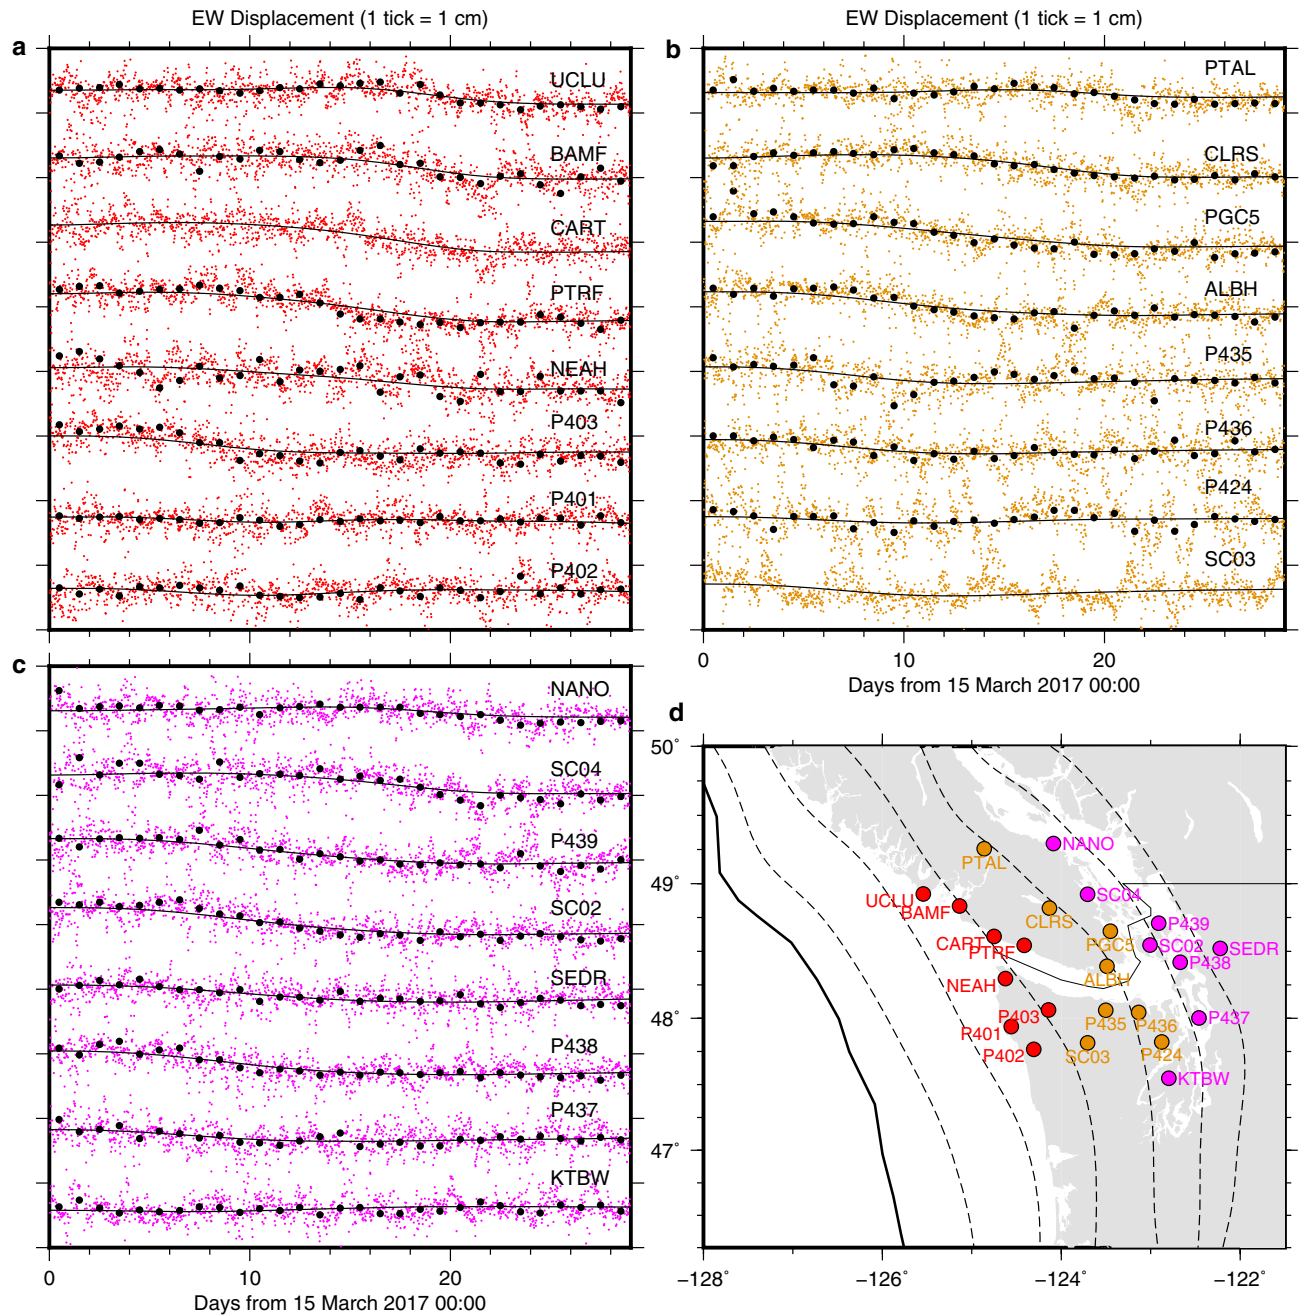 EW Displacement (1 tick = 1 cm)
a
UCLU
BAMF
CART
PTRF
NEAH
P403
P401
P402
0
20
EW Displacement (1 tick = 1 cm)
b
PTAL
CLRS
PGC5
ALBH
P435
P436
P424
SC03
0
10
20
Days from 15 March 2017 00:00
c
NANO
SC04
P439
SC02
SEDR
P438
P437
KTBW
0
10
20
Days from 15 March 2017 00:00
d
50°
49°
48°
47°
−128
−126°
−124°
−122°
NANO
PTAL
UCLU
SC04
BAMF
CLRS
P439
CART
PGC5
SC02
SEDR
PTRF
P438
ALBH
NEAH
P403
P435
P436
P437
P401
P402
SC03
P424
KTBW